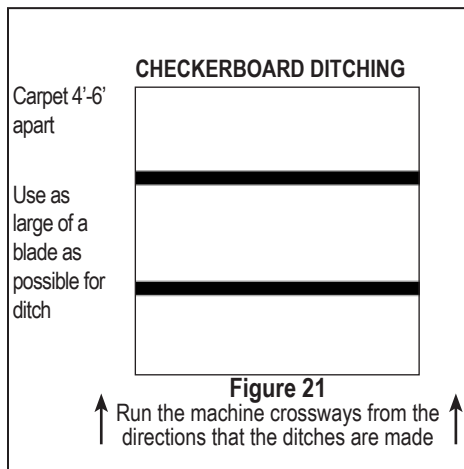 CHECKERBOARD DITCHING
Carpet 4’-6’
apart
Use as
large of a
blade as
possible for
ditch
Figure 21
Run the machine crossways from the
directions that the ditches are made